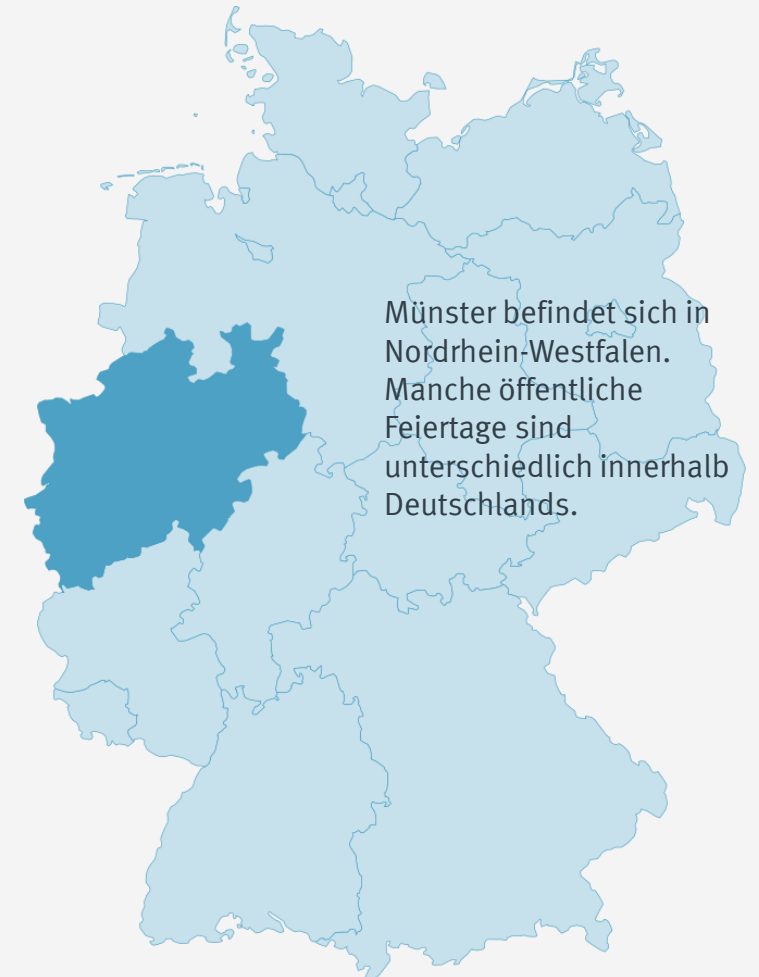 Münster befindet sich in
Nordrhein-Westfalen.
Manche öffentliche
Feiertage sind
unterschiedlich innerhalb
Deutschlands.